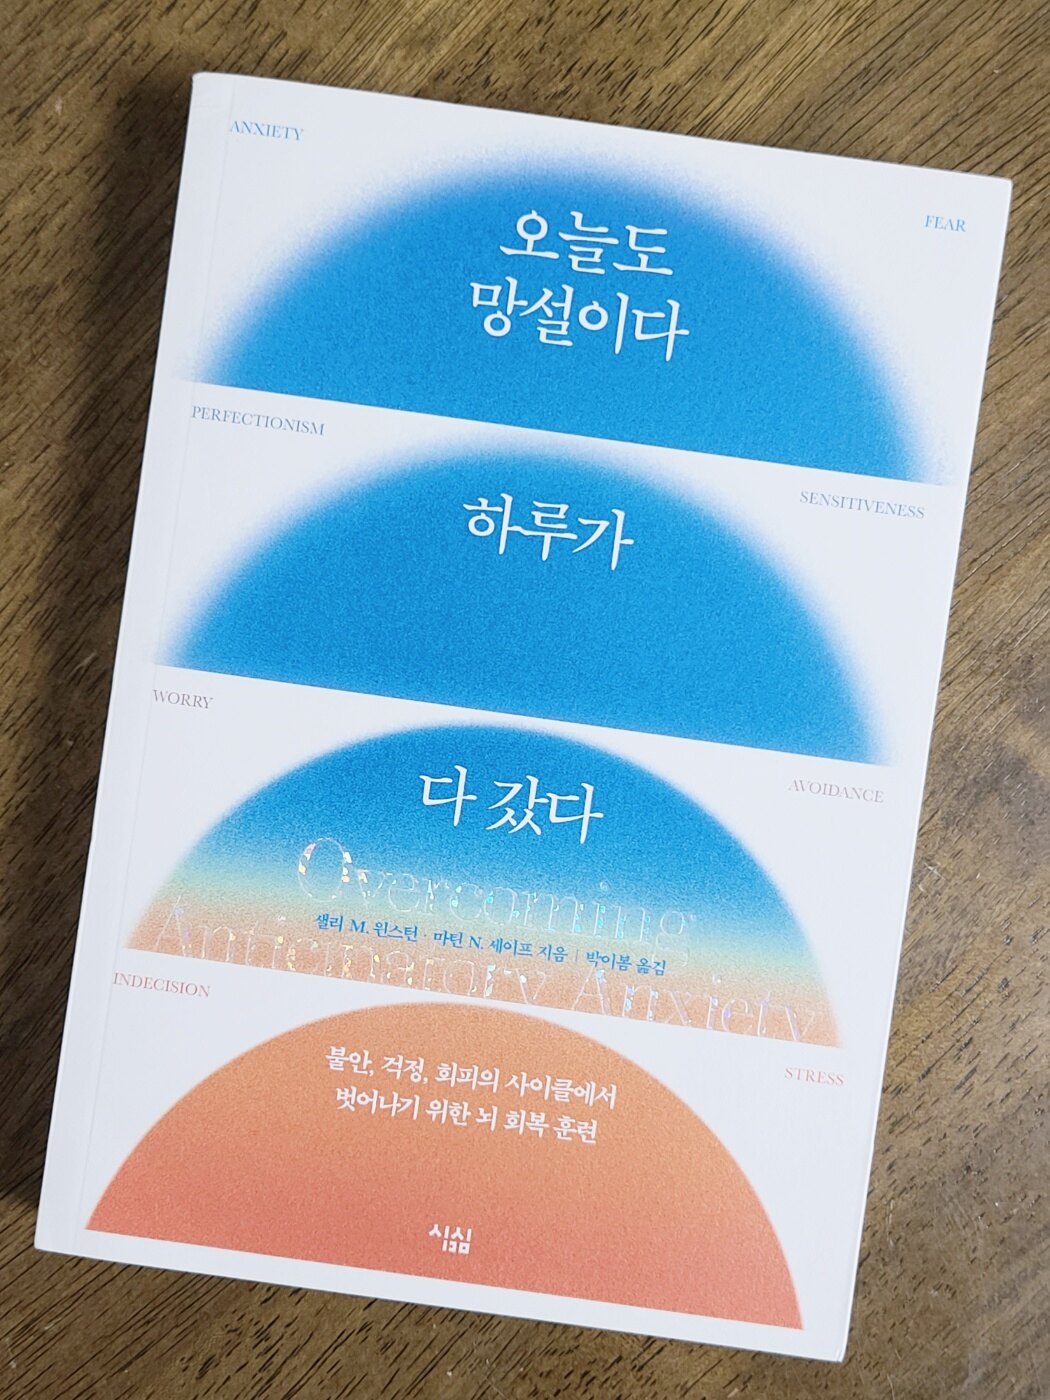 ANXIETY
FEAR
오늘도
망설이다
PERFECTIONISM
SENSITIVENESS
하루가
WORRY
AVOIDANCE
다 갔다
Overcoming
샐리 M. 윈스턴 · 마틴 N. 세이프 지음 | 박이봄 옮김
Anticipatory Anxiety
INDECISION
STRESS
불안, 걱정, 회피의 사이클에서
벗어나기 위한 뇌 회복 훈련
심심